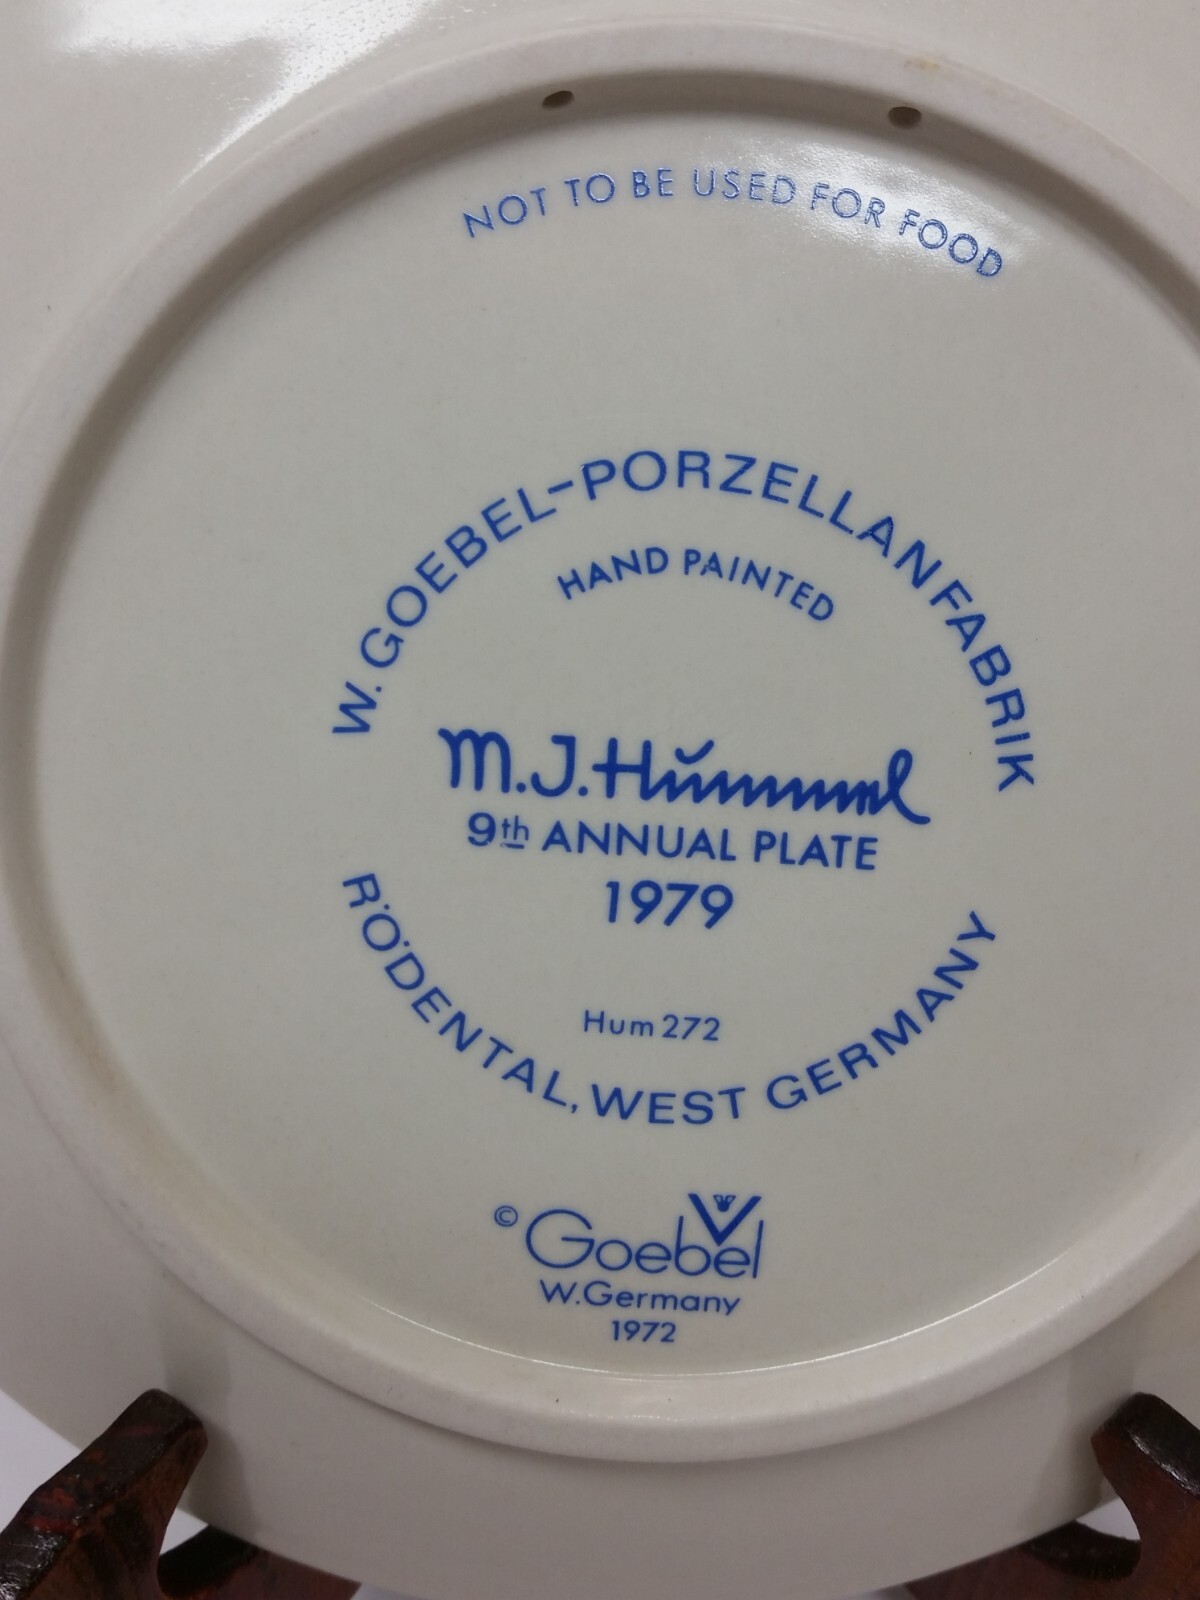 NOT TO BE USED FOR FOOD
W. GOEBEL-PORZELLANFABRIK
HAND PAINTED
M.J. Hummel
9th ANNUAL PLATE
1979
Hum 272
RÖDENTAL, WEST GERMANY
© Goebel
W. Germany
1972